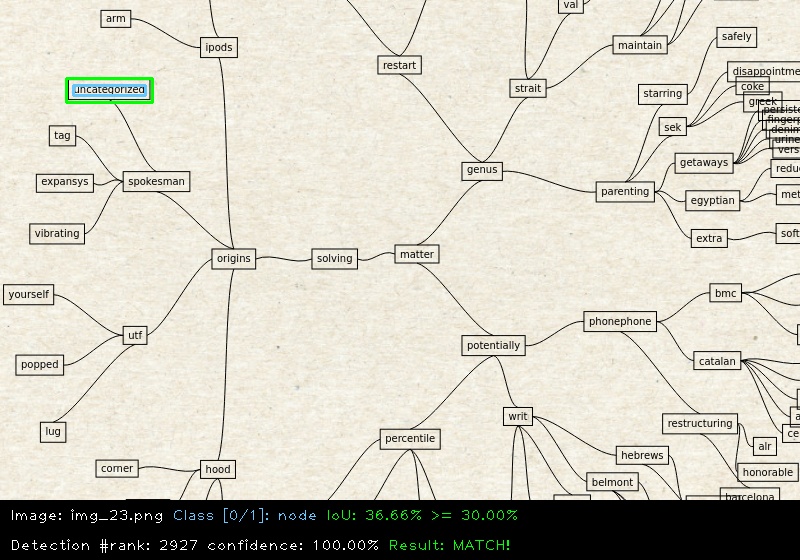 val
arm
safely
ipods
maintain
restart
disappointme
strait
coke
uncategorized
starring
greek
persiste
fingerp
sek
denim
tag
urine
vers
getaways
genus
reduc
expansys
spokesman
parenting
met
egyptian
vibrating
soft
extra
matter
origins
solving
yourself
bmc
phonephone
utf
potentially
catalan
popped
writ
a
restructuring
lug
ce
percentile
alr
hebrews
corner
hood
honorable
belmont
barcelona
Image: img_23.png Class [0/1]: node IoU: 36.66% >= 30.00%
Detection #rank: 2927 confidence: 100.00% Result: MATCH!